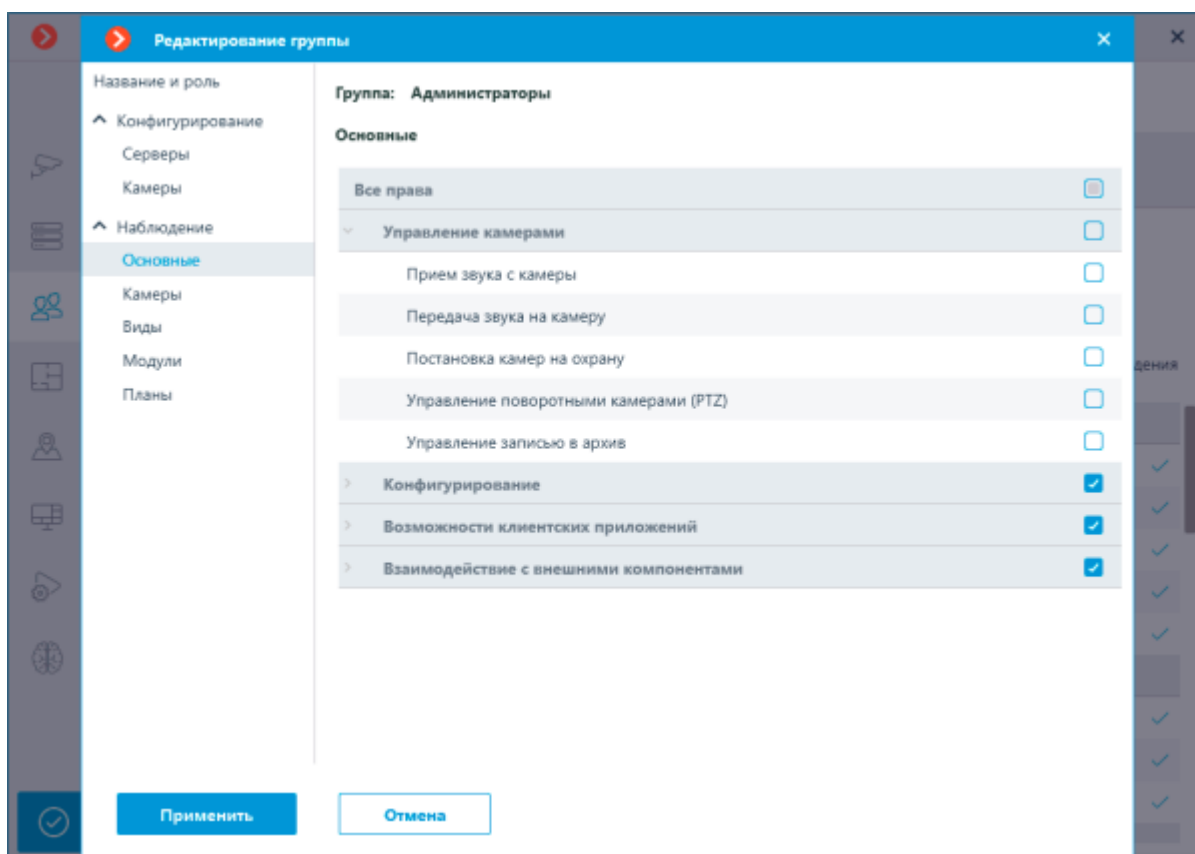 Редактирование группы
Название и роль
Конфигурирование
Серверы
Камеры
Наблюдение
Основные
Камеры
Виды
Модули
Планы
Группа: Администраторы
Основные
Все права
Управление камерами
Прием звука с камеры
Передача звука на камеру
Постановка камер на охрану
Управление поворотными камерами (PTZ)
Управление записью в архив
Конфигурирование
Возможности клиентских приложений
Взаимодействие с внешними компонентами
дения
Применить
Отмена